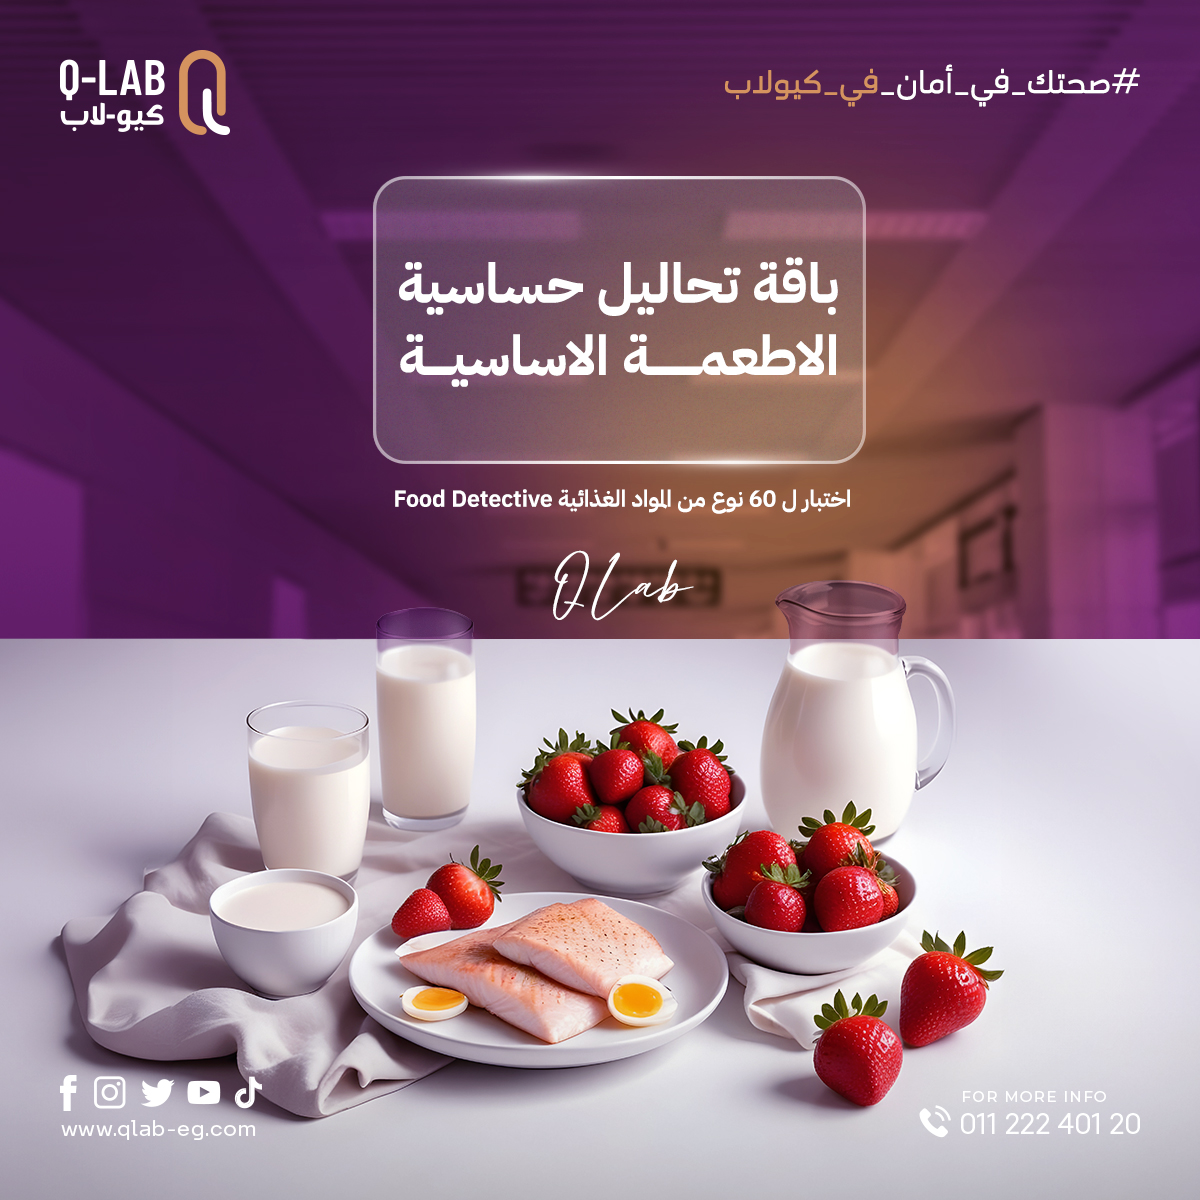 Q-LAB
كيو-لاب
#صحتك_في_أمان_في_كيولاب
باقة تحاليل حساسية
الاطعمـــة الاساسيـة
اختبار ل 60 نوع من المواد الغذائية Food Detective
QLab
www.qlab-eg.com
FOR MORE INFO
011 222 401 20